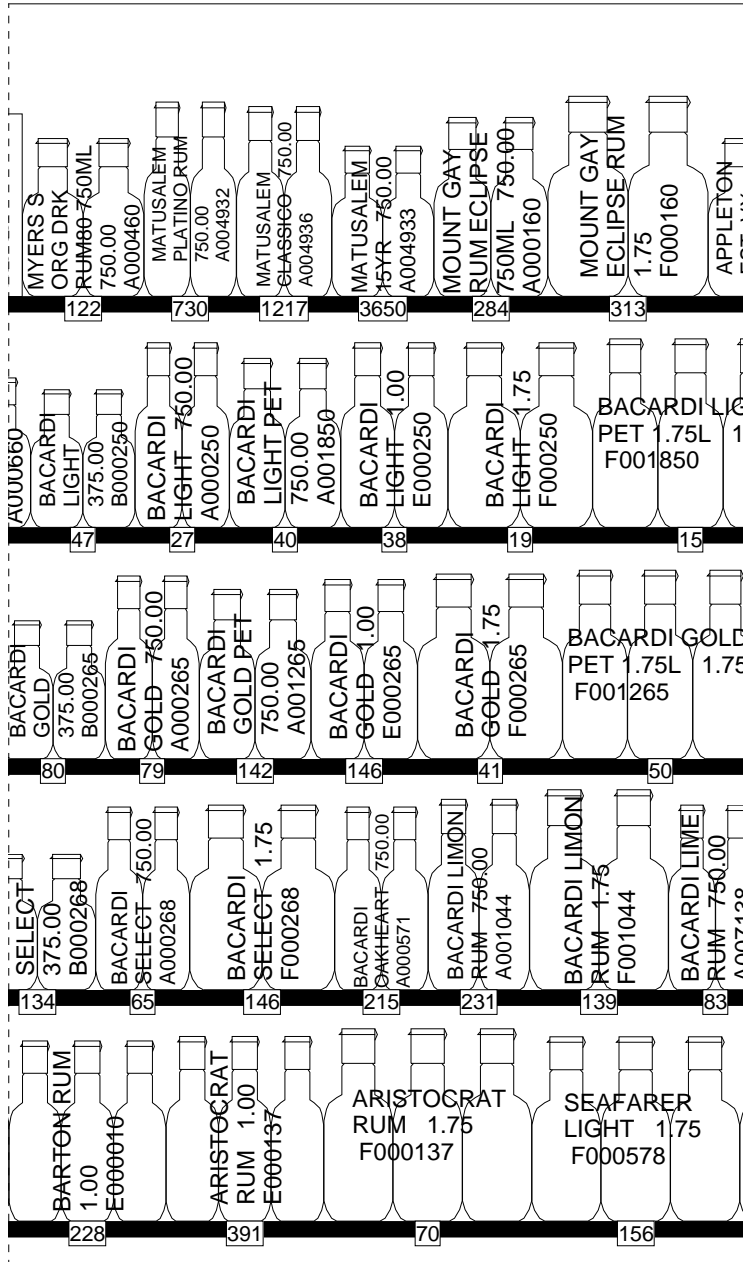 MYERS S
ORG DRK
RUM80 750ML
750.00
A000460
MATUSALEM
PLATINO RUM
750.00
A004932
MATUSALEM
CLASSICO 750.00
A004936
MATUSALEM
15YR 750.00
A004933
MOUNT GAY
RUM ECLIPSE
750ML 750.00
A000160
MOUNT GAY
ECLIPSE RUM
1.75
F000160
APPLETON
122
730
1217
3650
284
313
A000660
BACARDI
LIGHT
375.00
B000250
BACARDI
LIGHT 750.00
A000250
BACARDI
LIGHT PET
750.00
A001850
BACARDI
LIGHT 1.00
E000250
BACARDI
LIGHT 1.75
F000250
BACARDI LIG
PET 1.75L 1
F001850
47
27
40
38
19
15
BACARDI
GOLD
375.00
B000265
BACARDI
GOLD 750.00
A000265
BACARDI
GOLD PET
750.00
A001265
BACARDI
GOLD 1.00
E000265
BACARDI
GOLD 1.75
F000265
BACARDI GOLD
PET 1.75L 1.75
F001265
80
79
142
146
41
50
SELECT
375.00
B000268
BACARDI
SELECT 750.00
A000268
BACARDI
SELECT 1.75
F000268
BACARDI
OAKHEART 750.00
A000571
BACARDI LIMON
RUM 750.00
A001044
BACARDI LIMON
RUM 1.75
F001044
BACARDI LIME
RUM 750.00
A007138
134
65
146
215
231
139
83
BARTON RUM
1.00
E000010
ARISTOCRAT
RUM 1.00
E000137
ARISTOCRAT
RUM 1.75
F000137
SEAFARER
LIGHT 1.75
F000578
228
391
70
156